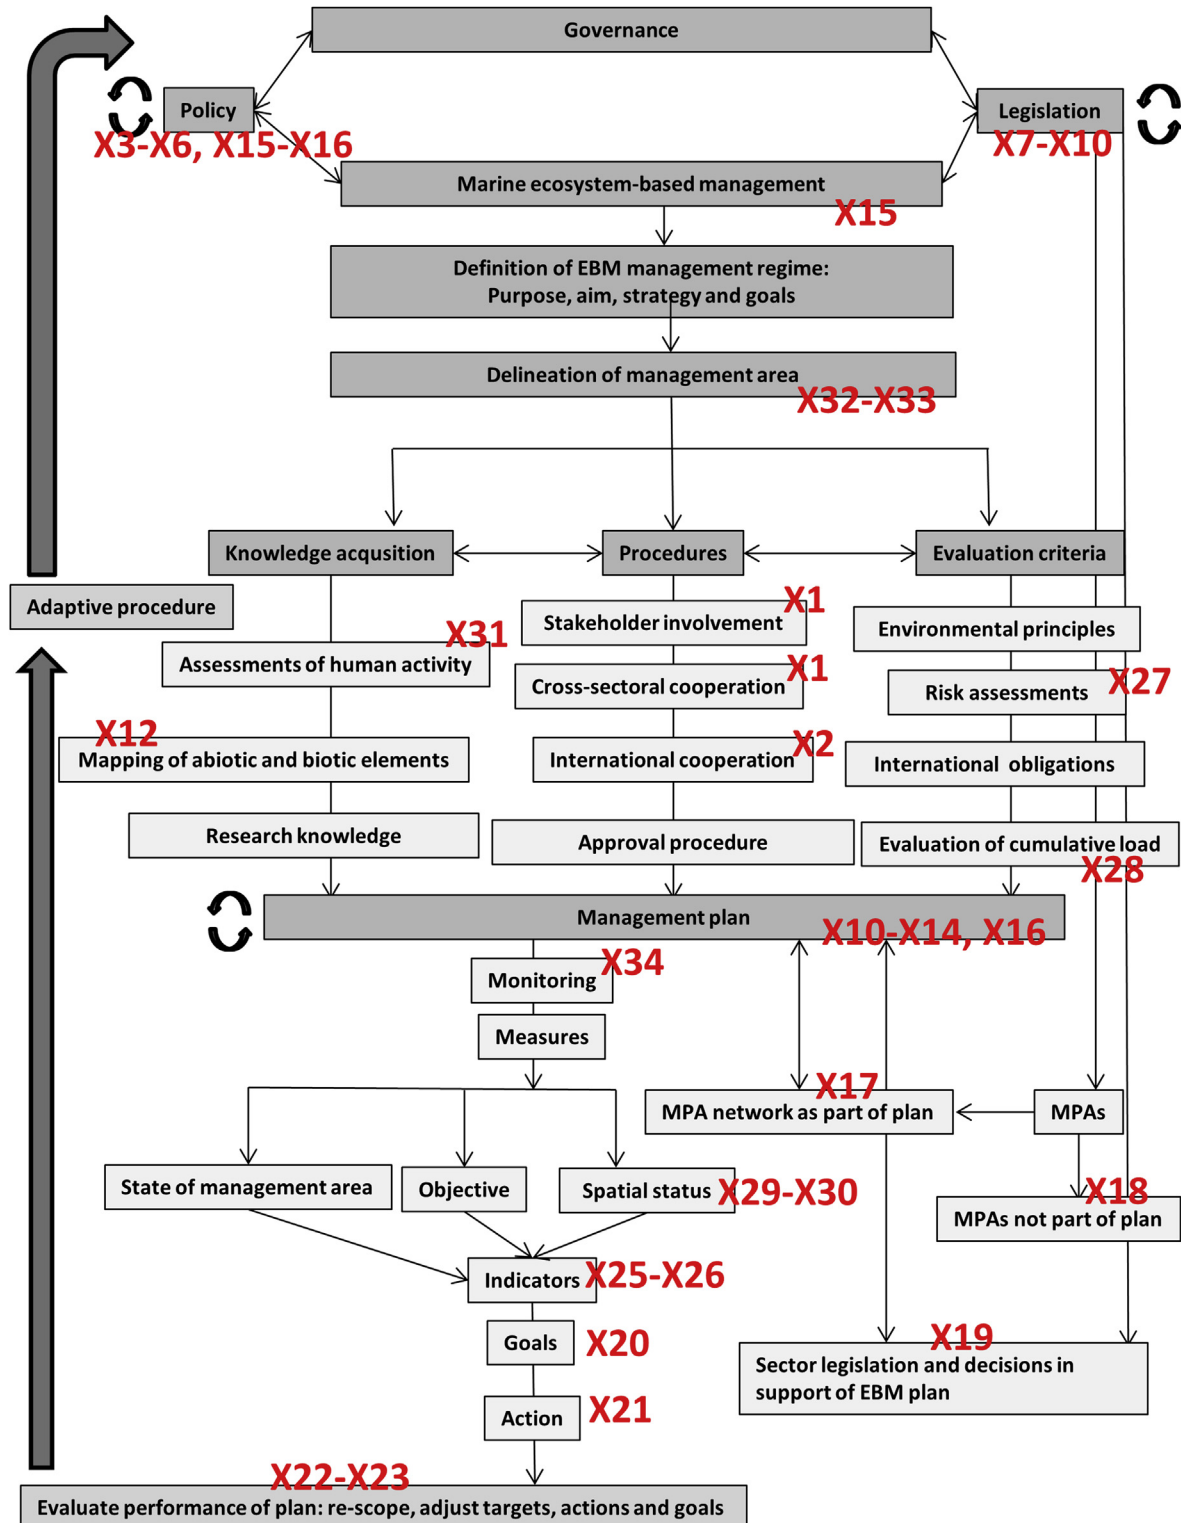 Governance
Policy
X3-X6, X15-X16
Legislation
X7-X10
Marine ecosystem-based management
X15
Definition of EBM management regime:
Purpose, aim, strategy and goals
Delineation of management area
X32-X33
Knowledge acqusition
Procedures
Evaluation criteria
Adaptive procedure
X1
Stakeholder involvement
Environmental principles
X31
Assessments of human activity
X1
Cross-sectoral cooperation
Risk assessments
X27
X12
Mapping of abiotic and biotic elements
X2
International cooperation
International obligations
Research knowledge
Approval procedure
Evaluation of cumulative load
X28
Management plan
X10-X14, X16
X34
Monitoring
Measures
X17
MPA network as part of plan
MPAs
State of management area
Objective
Spatial status
X29-X30
X18
MPAs not part of plan
Indicators
X25-X26
Goals
X20
X19
Sector legislation and decisions in
support of EBM plan
Action
X21
X22-X23
Evaluate performance of plan: re-scope, adjust targets, actions and goals